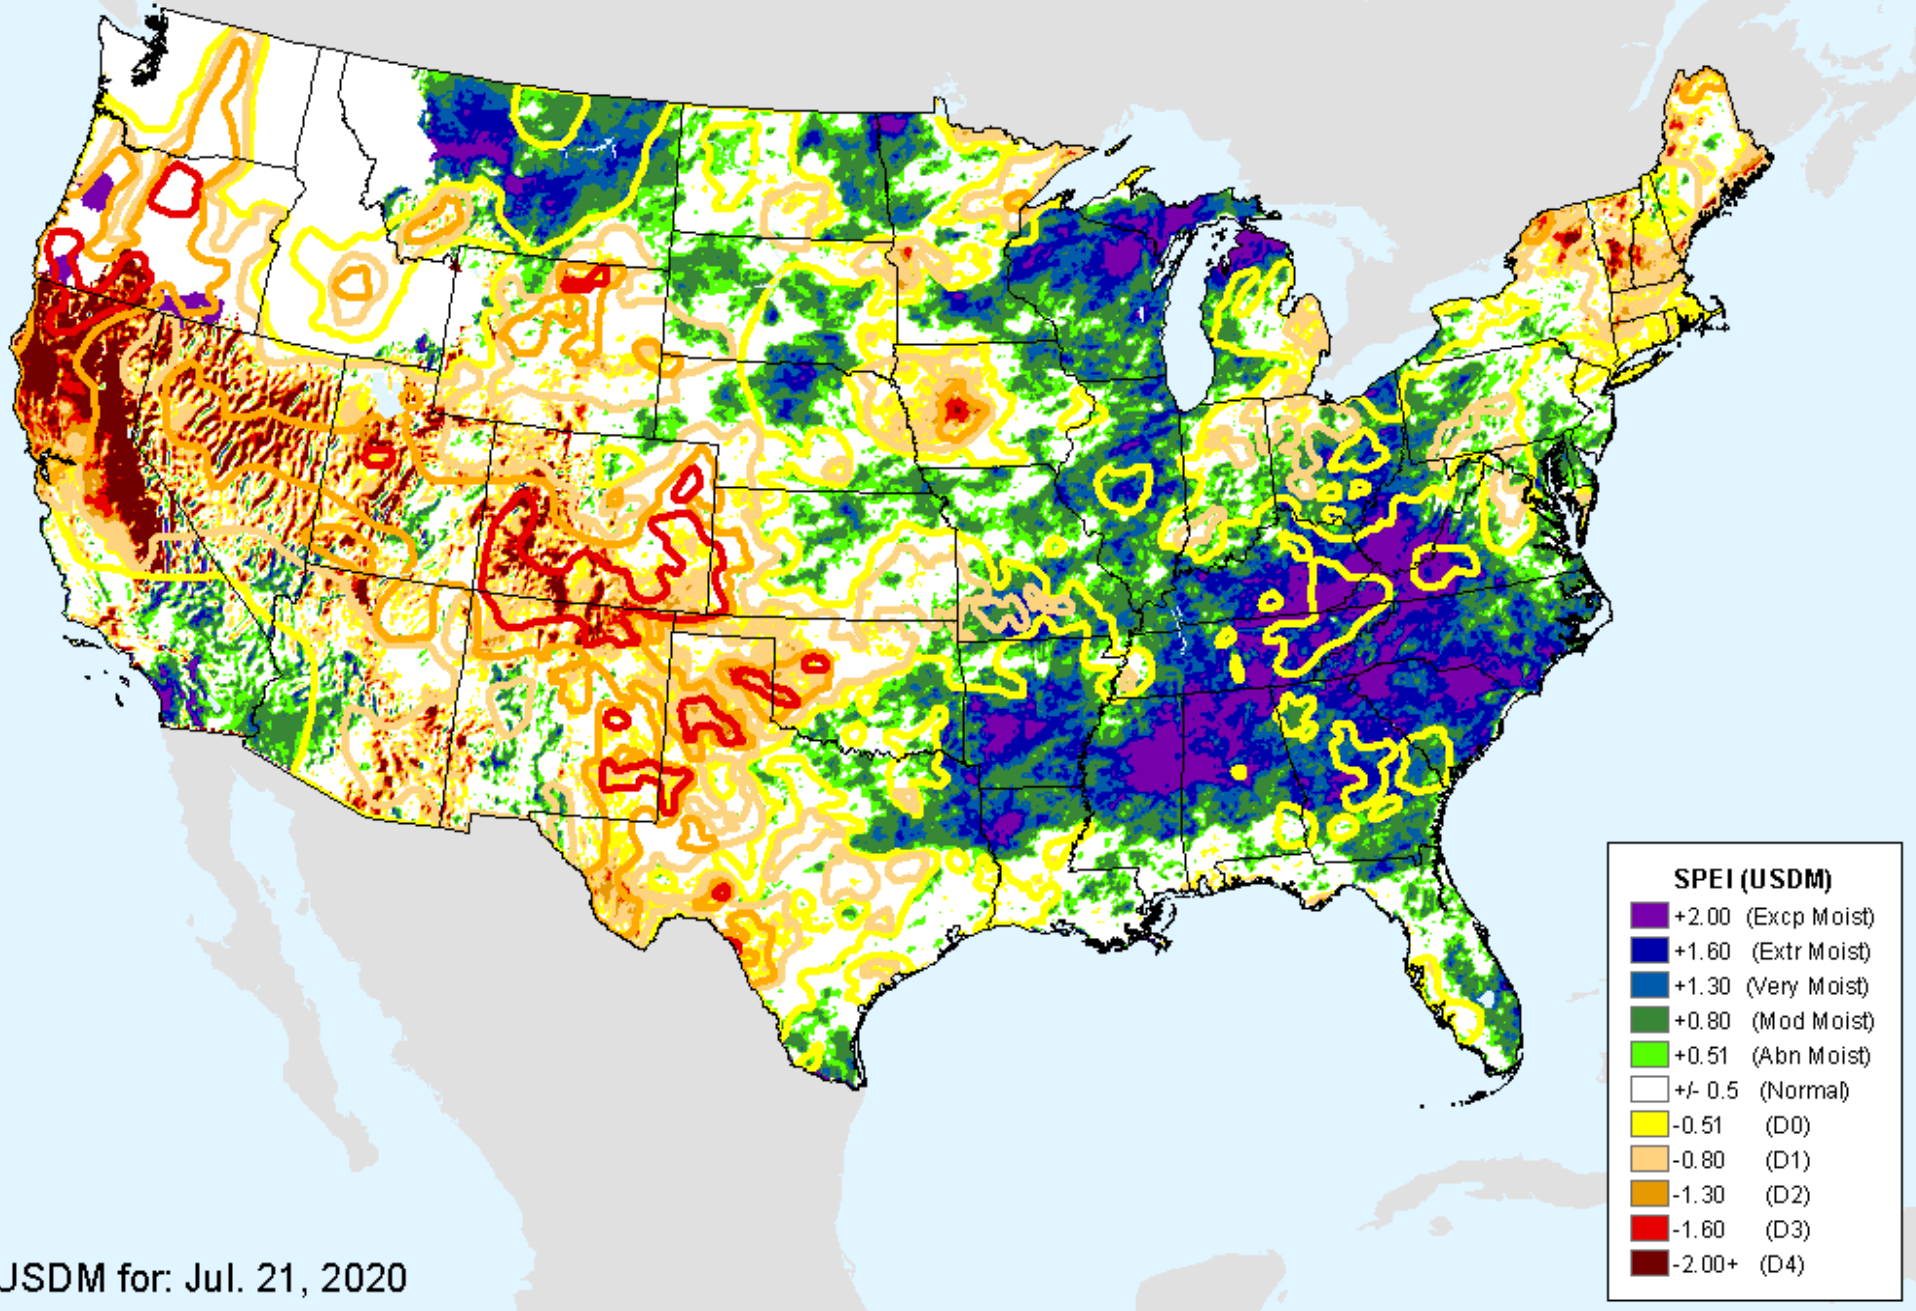 SPEI (USDM)
+2.00 (Excp Moist)
+1.60 (Extr Moist)
+1.30 (Very Moist)
+0.80 (Mod Moist)
+0.51 (Abn Moist)
+/- 0.5 (Normal)
-0.51 (D0)
-0.80 (D1)
-1.30 (D2)
-1.60 (D3)
-2.00+ (D4)
USDM for: Jul. 21, 2020